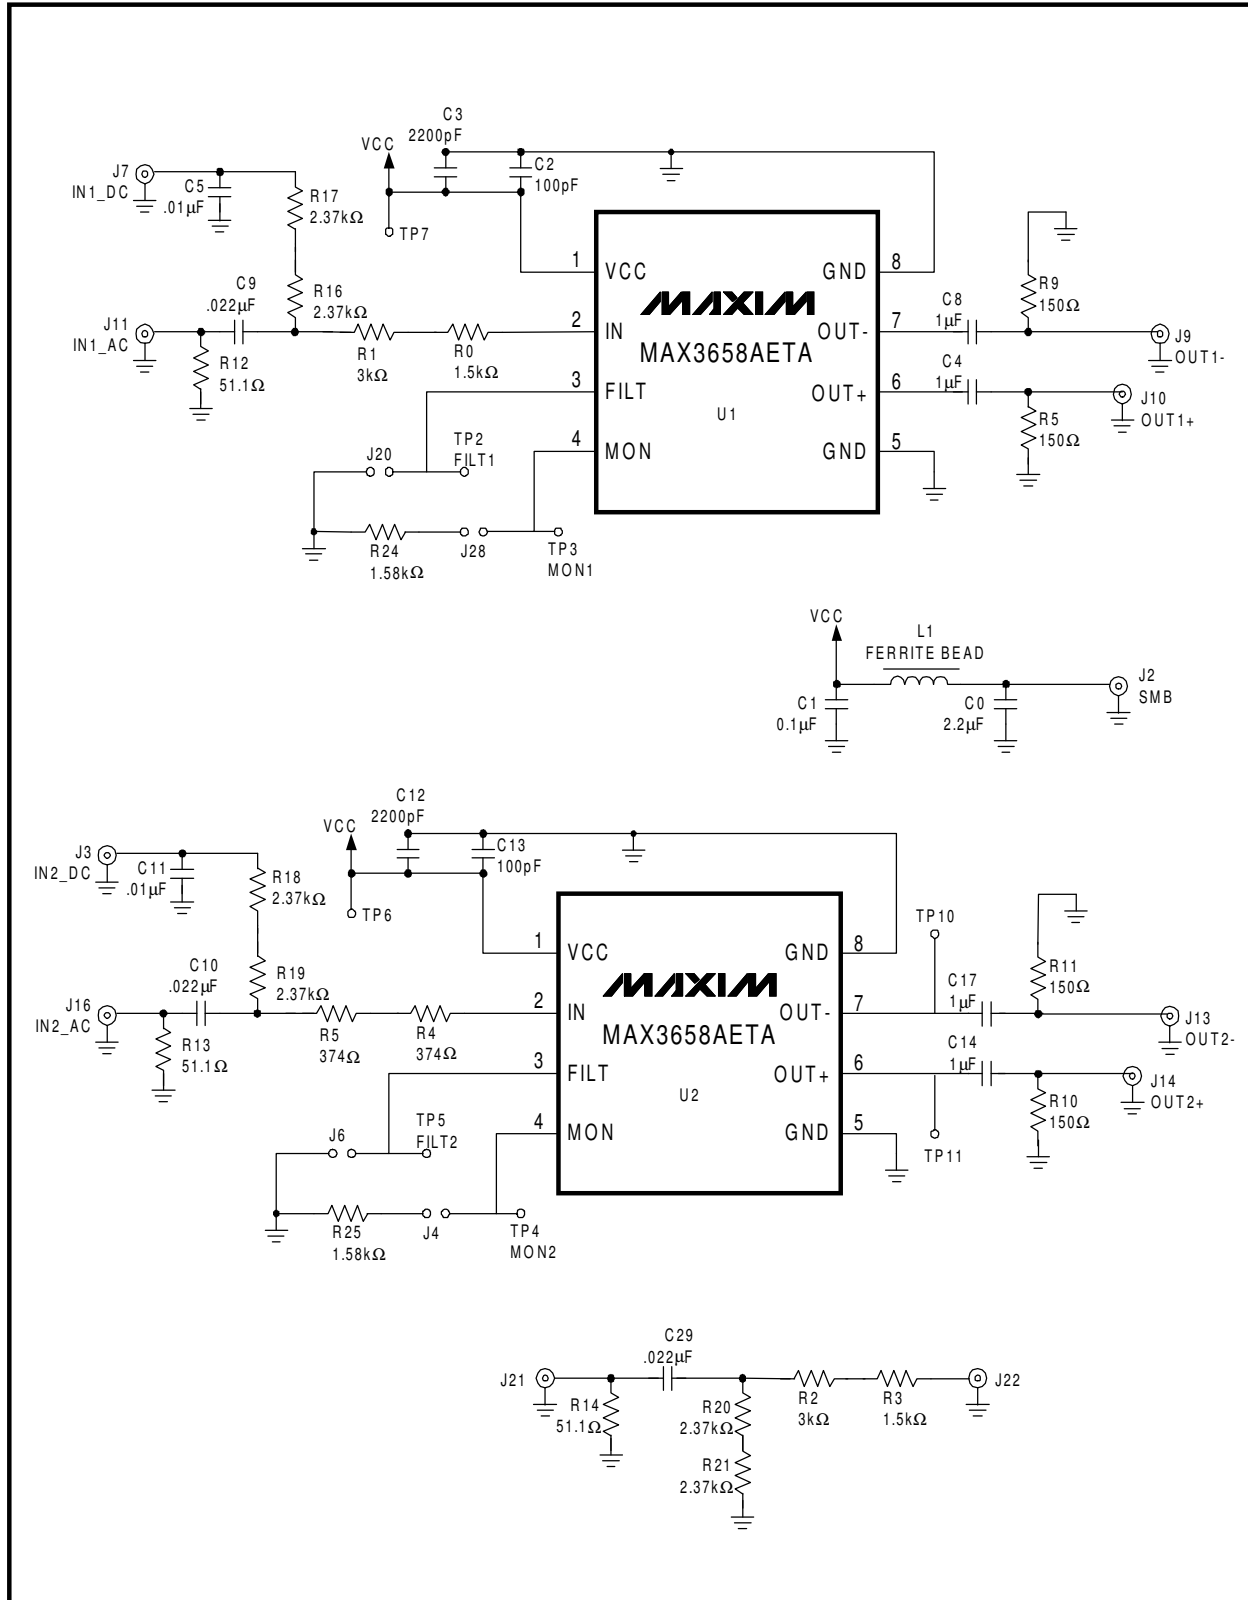 C3
2200pF
VCC
C2
100pF
J7
IN1_DC
C5
.01µF
R17
2.37kΩ
TP7
1
VCC
GND
8
C9
.022µF
R16
2.37kΩ
MAXIM
R9
150Ω
J11
IN1_AC
2
IN
OUT-
7
C8
1µF
J9
OUT1-
R12
51.1Ω
R1
3kΩ
R0
1.5kΩ
MAX3658AETA
3
FILT
OUT+
6
C4
1µF
J10
OUT1+
U1
R5
150Ω
4
MON
GND
5
J20
TP2
FILT1
R24
1.58kΩ
J28
TP3
MON1
VCC
L1
FERRITE BEAD
C1
0.1µF
C0
2.2µF
J2
SMB
C12
2200pF
VCC
C13
100pF
J3
IN2_DC
C11
.01µF
R18
2.37kΩ
TP6
TP10
1
VCC
GND
8
C10
.022µF
R19
2.37kΩ
MAXIM
C17
1µF
R11
150Ω
J16
IN2_AC
2
IN
OUT-
7
J13
OUT2-
R13
51.1Ω
R5
374Ω
R4
374Ω
MAX3658AETA
3
FILT
OUT+
6
C14
1µF
J14
OUT2+
U2
R10
150Ω
4
MON
GND
5
J6
TP5
FILT2
TP11
R25
1.58kΩ
J4
TP4
MON2
C29
.022µF
J21
R14
51.1Ω
R20
2.37kΩ
R2
3kΩ
R3
1.5kΩ
J22
R21
2.37kΩ